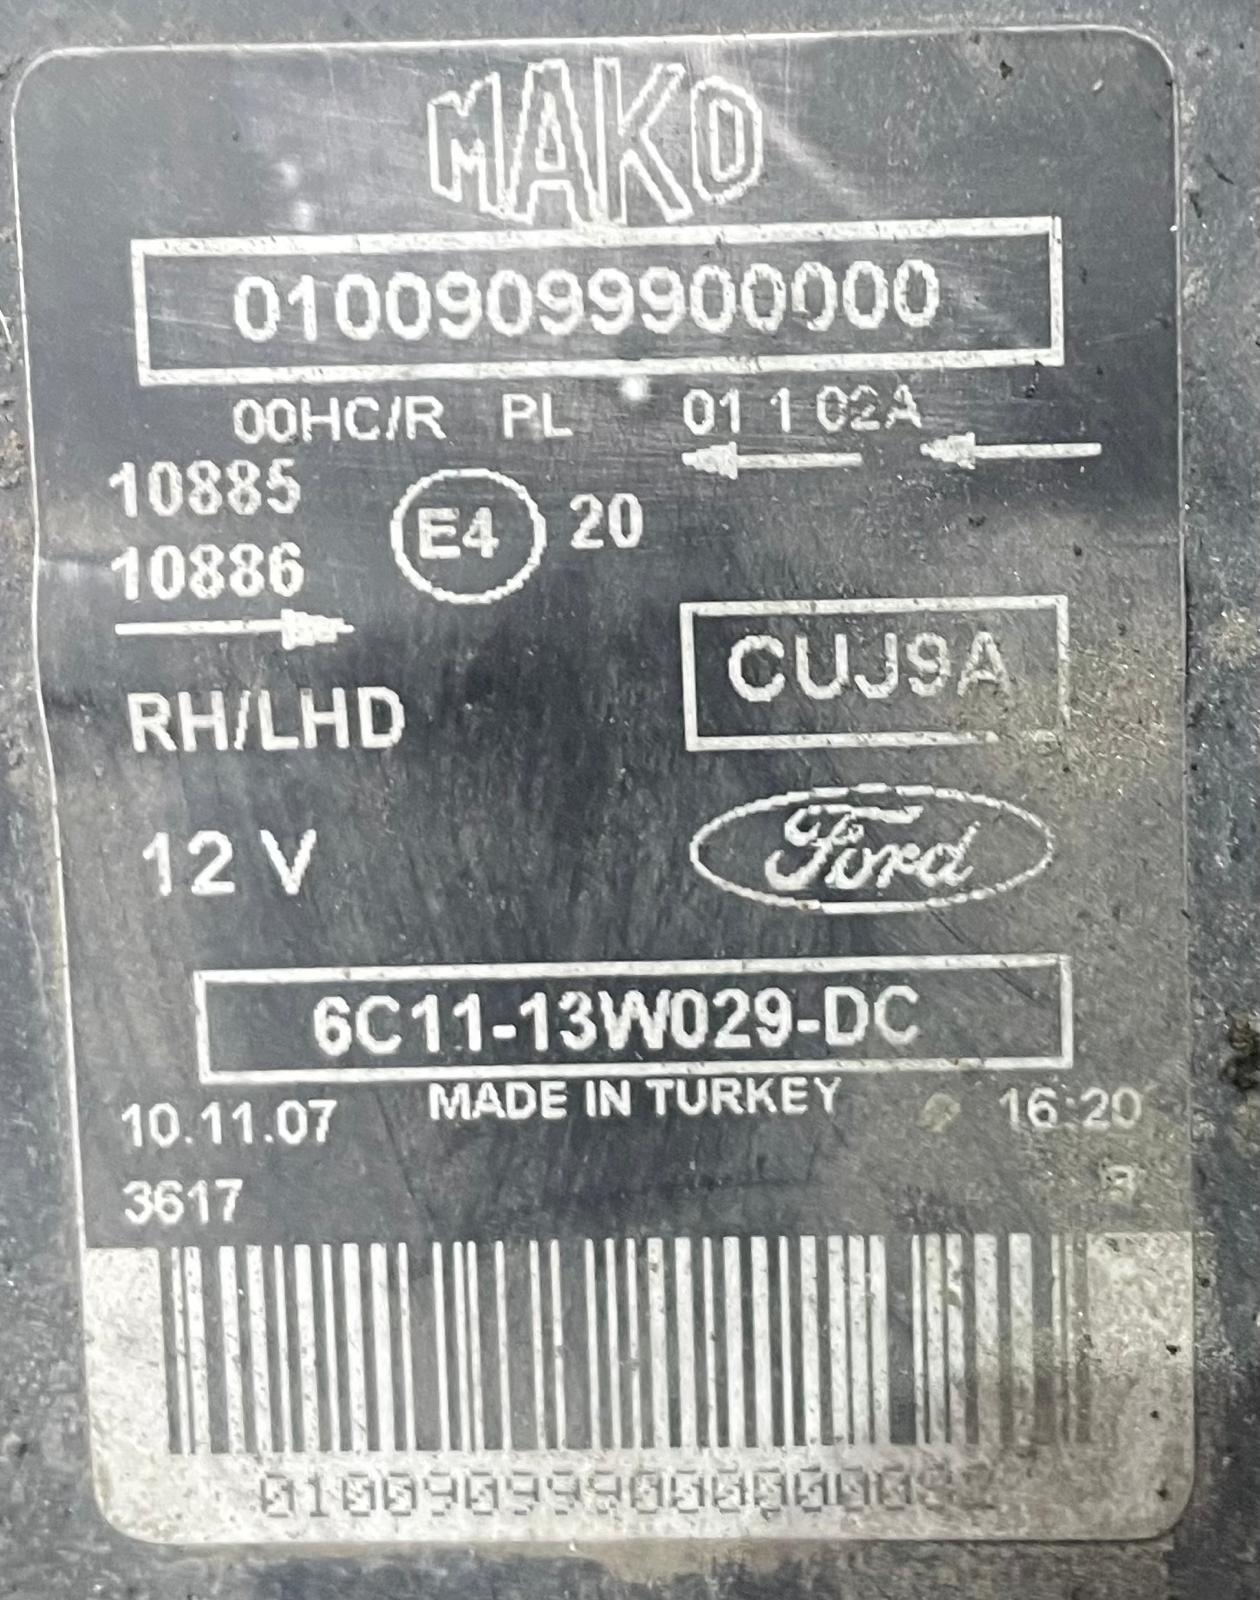 MAKO
01009099900000
00HC/R PL 01 1 02A
10885
10886
E4 20
CUJ9A
RH/LHD
12 V
Ford
6C11-13W029-DC
MADE IN TURKEY
10.11.07 16:20
3617